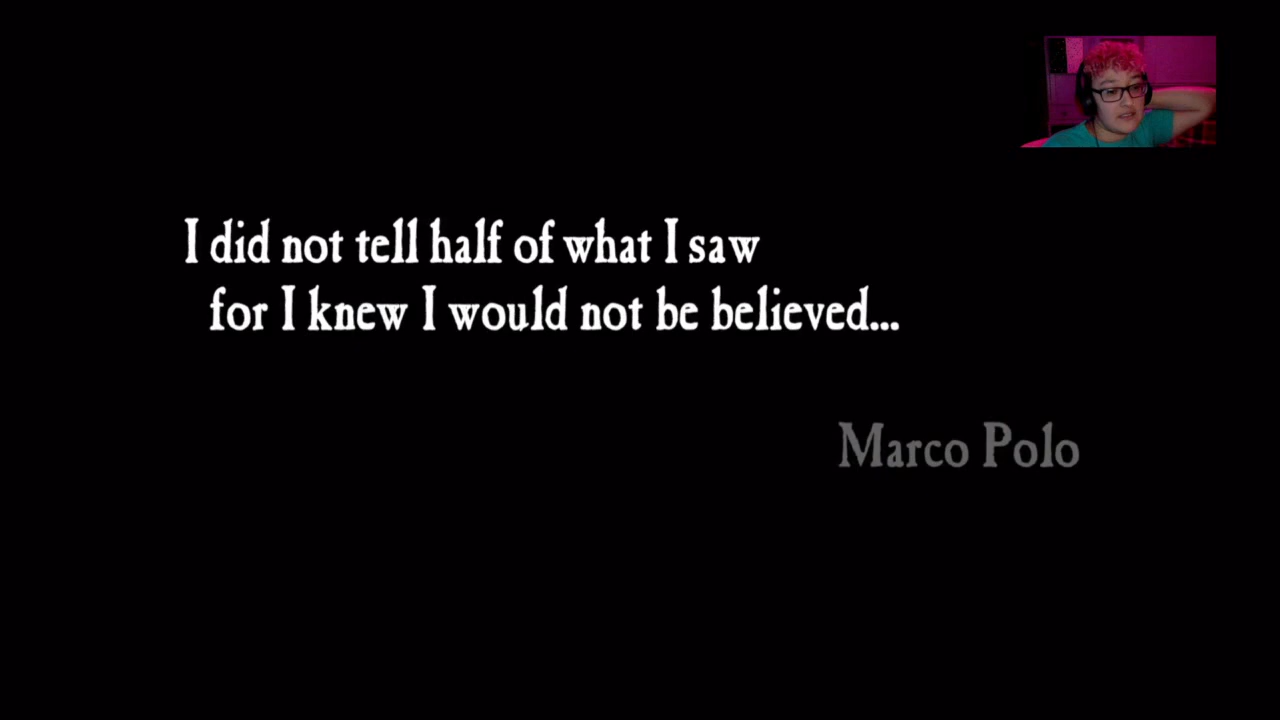 I did not tell half of what I saw
for I knew I would not be believed...
Marco Polo